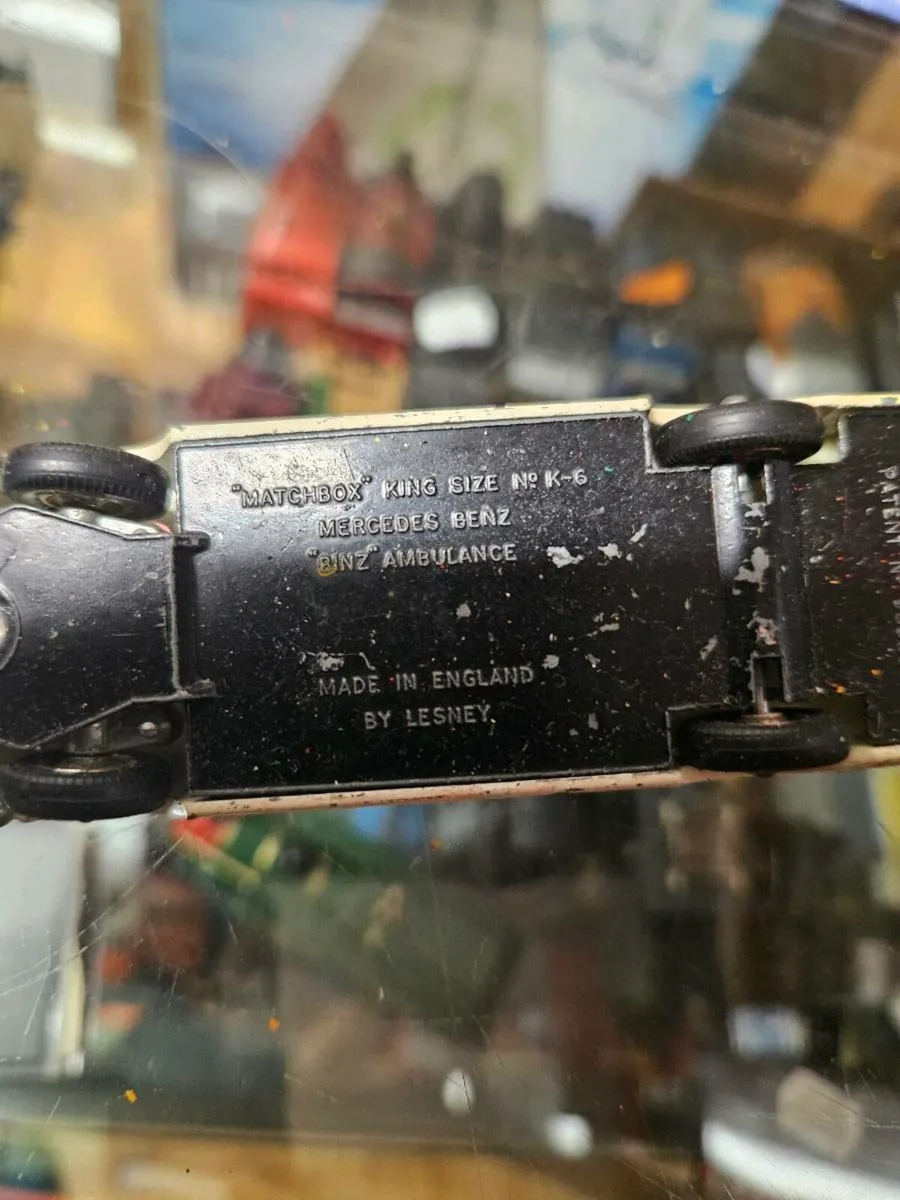 "MATCHBOX" KING SIZE Nº K-6
MERCEDES BENZ
"BINZ" AMBULANCE
MADE IN ENGLAND
BY LESNEY